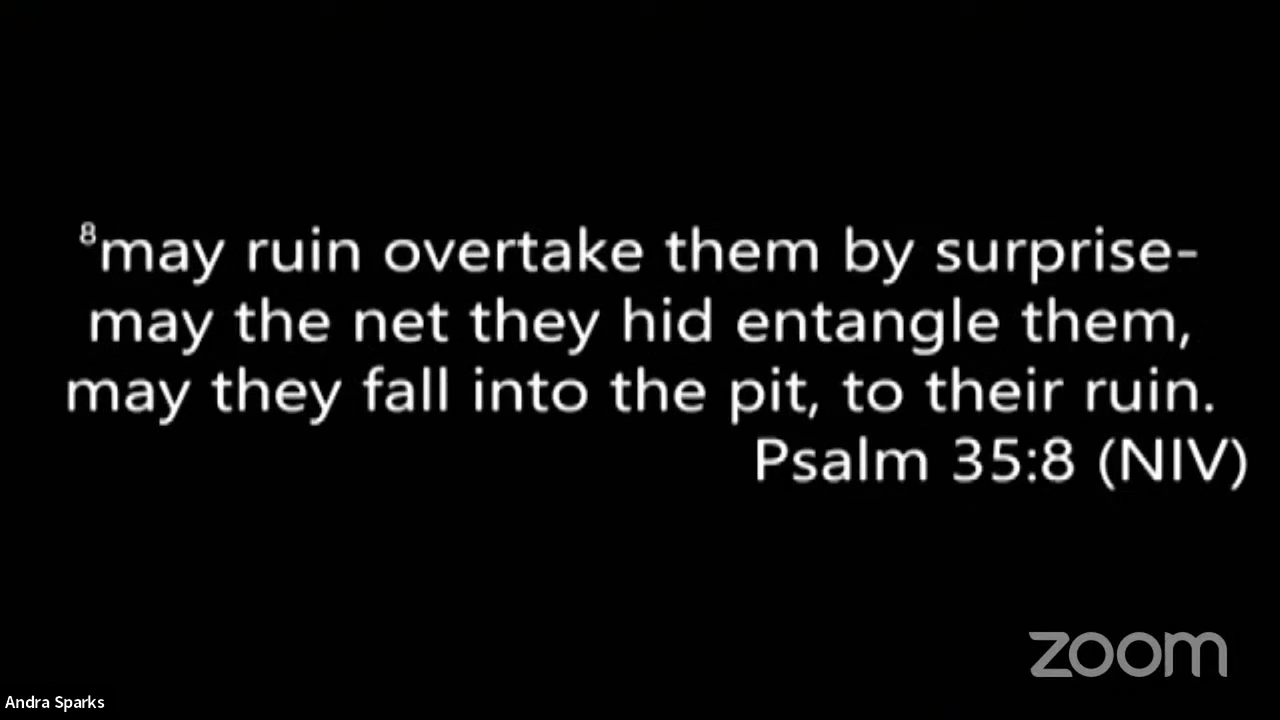 ⁸may ruin overtake them by surprise-
may the net they hid entangle them,
may they fall into the pit, to their ruin.
Psalm 35:8 (NIV)
zoom
Andra Sparks